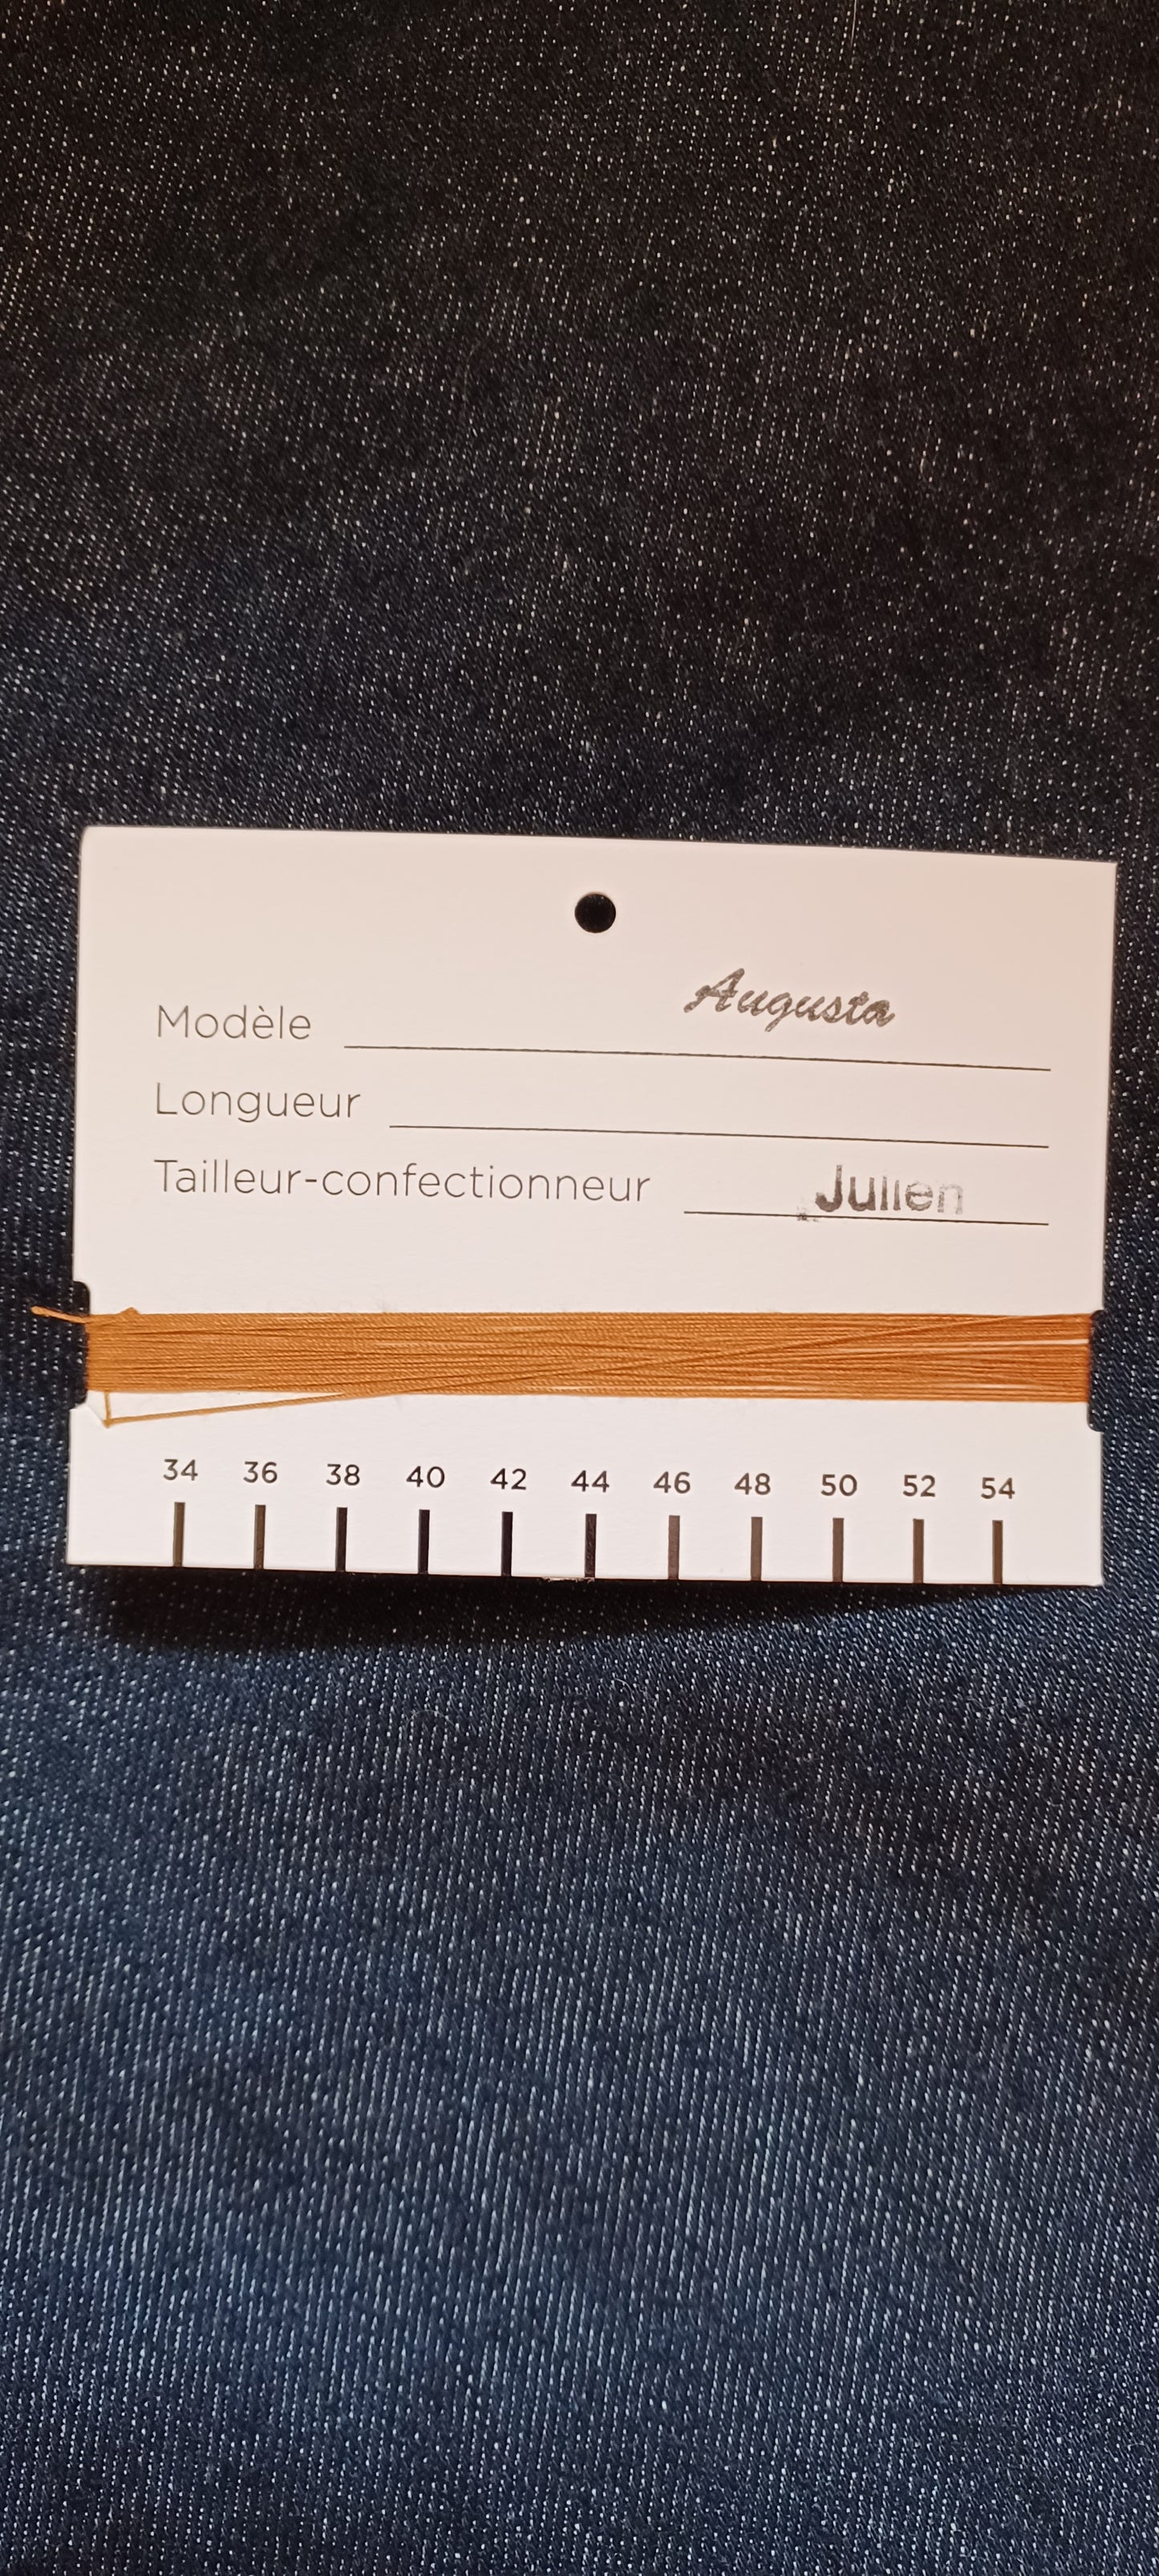 Modèle Augusta
Longueur
Tailleur-confectionneur Julien
34 36 38 40 42 44 46 48 50 52 54